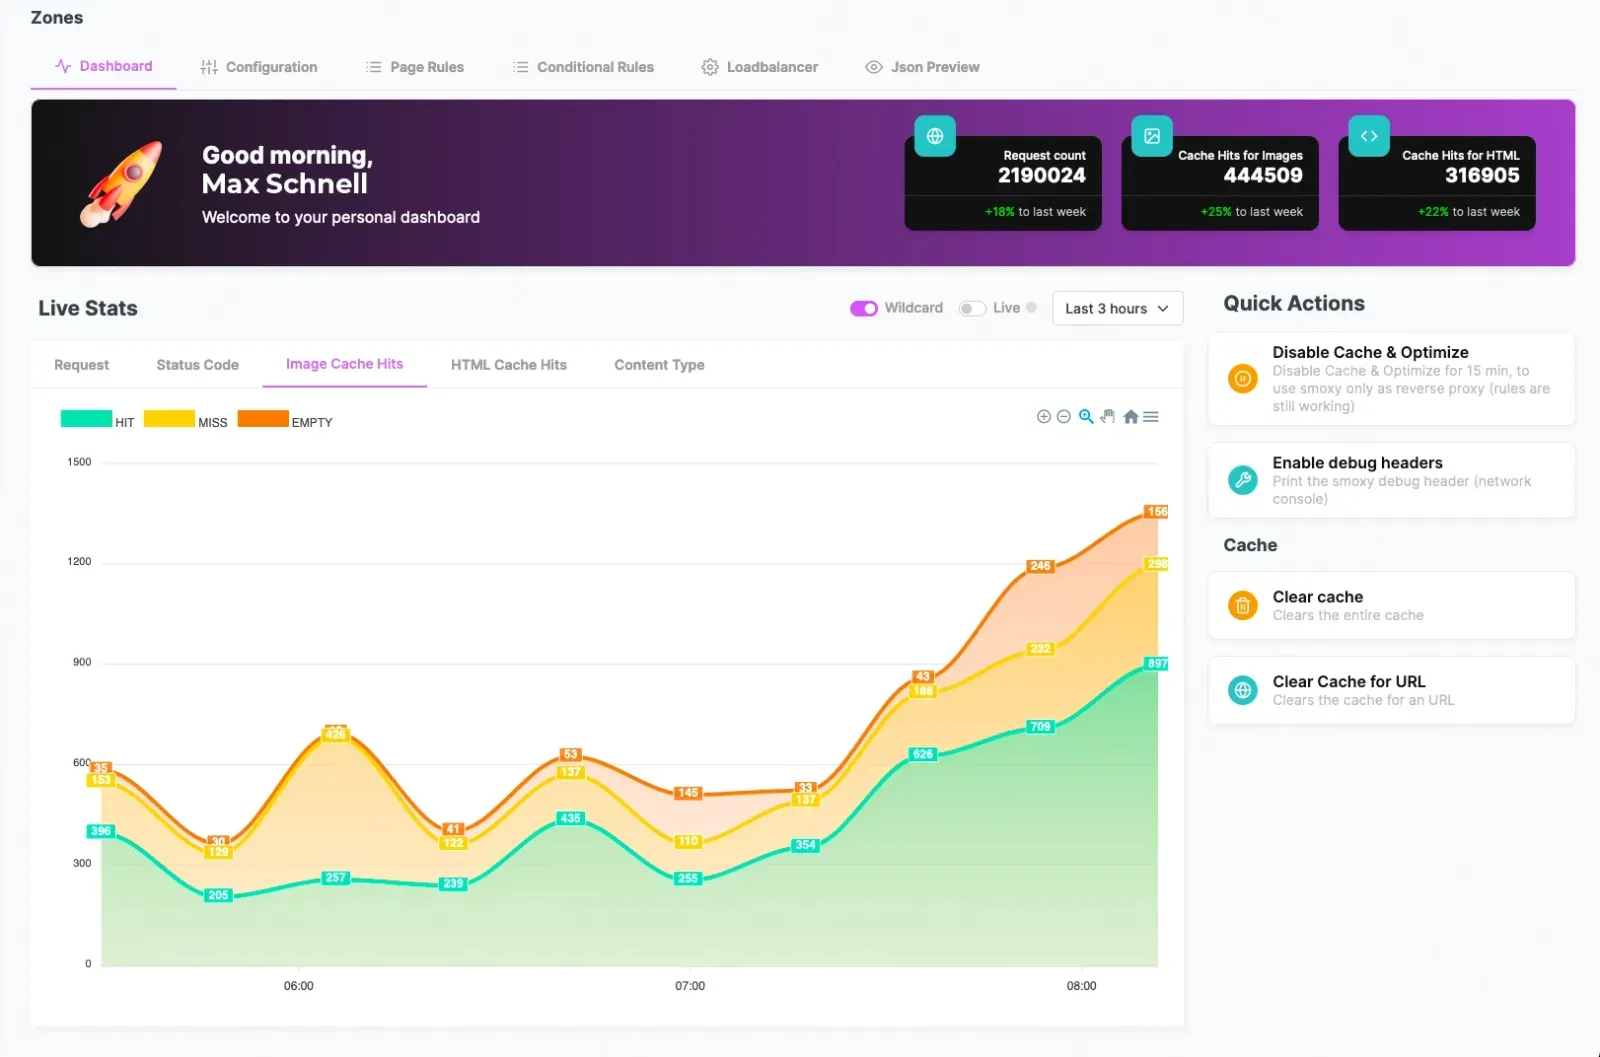 Zones
Dashboard
Configuration
Page Rules
Conditional Rules
Loadbalancer
Json Preview
Good morning,
Max Schnell
Welcome to your personal dashboard
Request count
2190024
+18% to last week
Cache Hits for Images
444509
+25% to last week
Cache Hits for HTML
316905
+22% to last week
Live Stats
Wildcard
Live
Last 3 hours
Request
Status Code
Image Cache Hits
HTML Cache Hits
Content Type
HIT
MISS
EMPTY
1500
1200
900
600
300
0
35
153
396
30
129
205
426
257
41
122
239
53
137
435
145
110
255
33
137
354
43
188
626
246
232
709
156
298
897
06:00
07:00
08:00
Quick Actions
Disable Cache & Optimize
Disable Cache & Optimize for 15 min, to
use smoxy only as reverse proxy (rules are
still working)
Enable debug headers
Print the smoxy debug header (network
console)
Cache
Clear cache
Clears the entire cache
Clear Cache for URL
Clears the cache for an URL